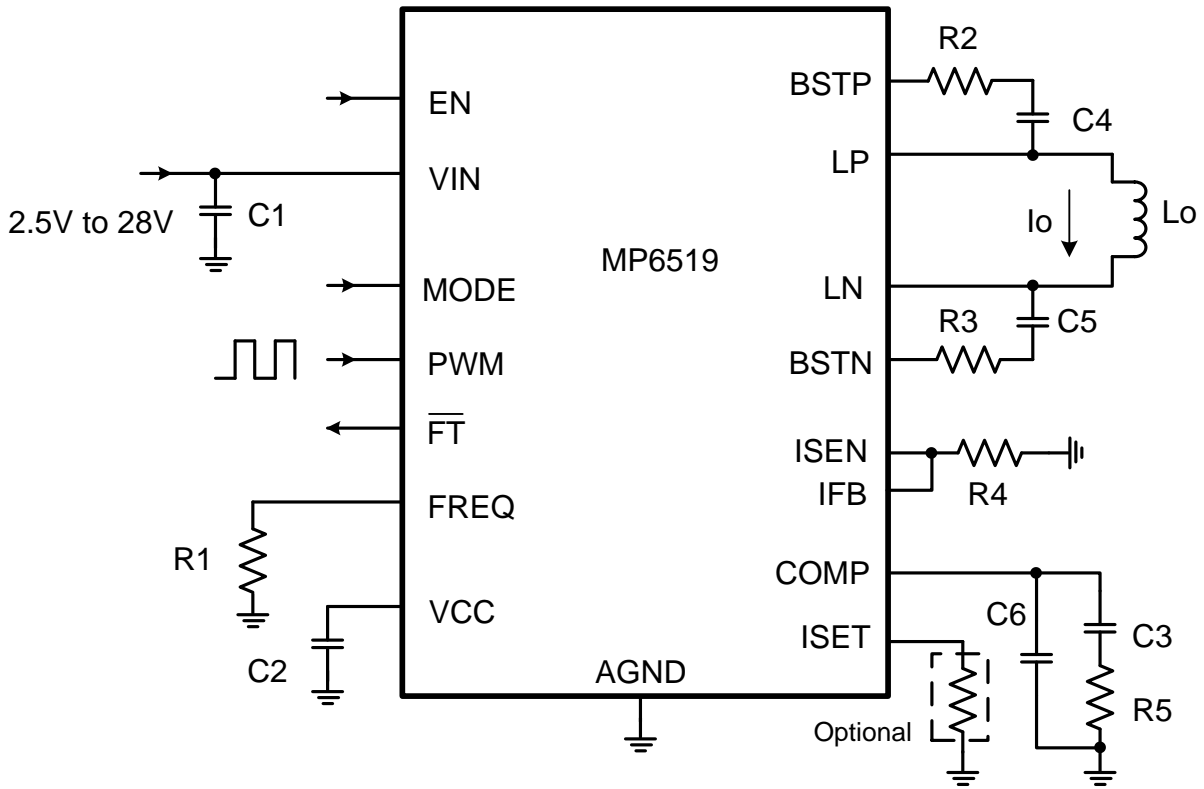 EN
VIN
2.5V to 28V
C1
MODE
PWM
FT
FREQ
R1
VCC
C2
MP6519
AGND
BSTP
R2
C4
LP
Io
Lo
LN
C5
R3
BSTN
ISEN
IFB
R4
COMP
C6
C3
ISET
R5
Optional